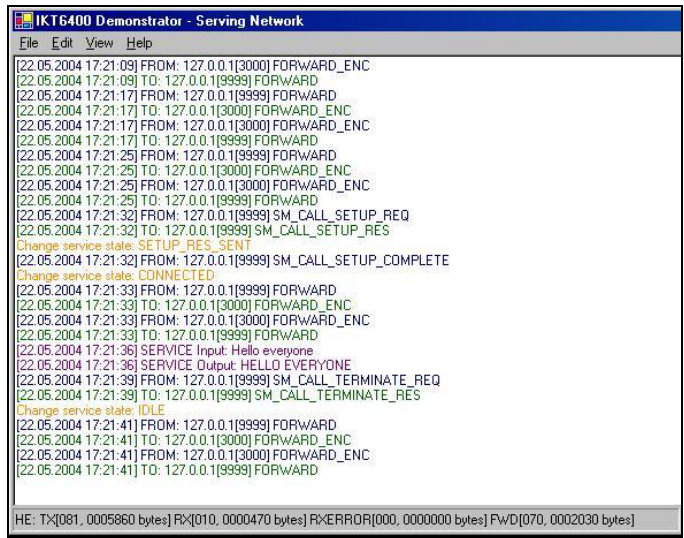 IKT6400 Demonstrator - Serving Network
File Edit View Help
[22.05.2004 17:21:09] FROM: 127.0.0.1[3000] FORWARD_ENC
[22.05.2004 17:21:09] TO: 127.0.0.1[9999] FORWARD
[22.05.2004 17:21:17] FROM: 127.0.0.1[9999] FORWARD
[22.05.2004 17:21:17] TO: 127.0.0.1[3000] FORWARD_ENC
[22.05.2004 17:21:17] FROM: 127.0.0.1[3000] FORWARD_ENC
[22.05.2004 17:21:17] TO: 127.0.0.1[9999] FORWARD
[22.05.2004 17:21:25] FROM: 127.0.0.1[9999] FORWARD
[22.05.2004 17:21:25] TO: 127.0.0.1[3000] FORWARD_ENC
[22.05.2004 17:21:25] FROM: 127.0.0.1[3000] FORWARD_ENC
[22.05.2004 17:21:25] TO: 127.0.0.1[9999] FORWARD
[22.05.2004 17:21:32] FROM: 127.0.0.1[9999] SM_CALL_SETUP_REQ
[22.05.2004 17:21:32] TO: 127.0.0.1[9999] SM_CALL_SETUP_RES
Change service state: SETUP_RES_SENT
[22.05.2004 17:21:32] FROM: 127.0.0.1[9999] SM_CALL_SETUP_COMPLETE
Change service state: CONNECTED
[22.05.2004 17:21:33] FROM: 127.0.0.1[9999] FORWARD
[22.05.2004 17:21:33] TO: 127.0.0.1[3000] FORWARD_ENC
[22.05.2004 17:21:33] FROM: 127.0.0.1[3000] FORWARD_ENC
[22.05.2004 17:21:33] TO: 127.0.0.1[9999] FORWARD
[22.05.2004 17:21:36] SERVICE Input: Hello everyone
[22.05.2004 17:21:36] SERVICE Output: HELLO EVERYONE
[22.05.2004 17:21:39] FROM: 127.0.0.1[9999] SM_CALL_TERMINATE_REQ
[22.05.2004 17:21:39] TO: 127.0.0.1[9999] SM_CALL_TERMINATE_RES
Change service state: IDLE
[22.05.2004 17:21:41] FROM: 127.0.0.1[9999] FORWARD
[22.05.2004 17:21:41] TO: 127.0.0.1[3000] FORWARD_ENC
[22.05.2004 17:21:41] FROM: 127.0.0.1[3000] FORWARD_ENC
[22.05.2004 17:21:41] TO: 127.0.0.1[9999] FORWARD
HE: TX[081, 0005860 bytes] RX[010, 0000470 bytes] RXERROR[000, 0000000 bytes] FWD[070, 0002030 bytes]